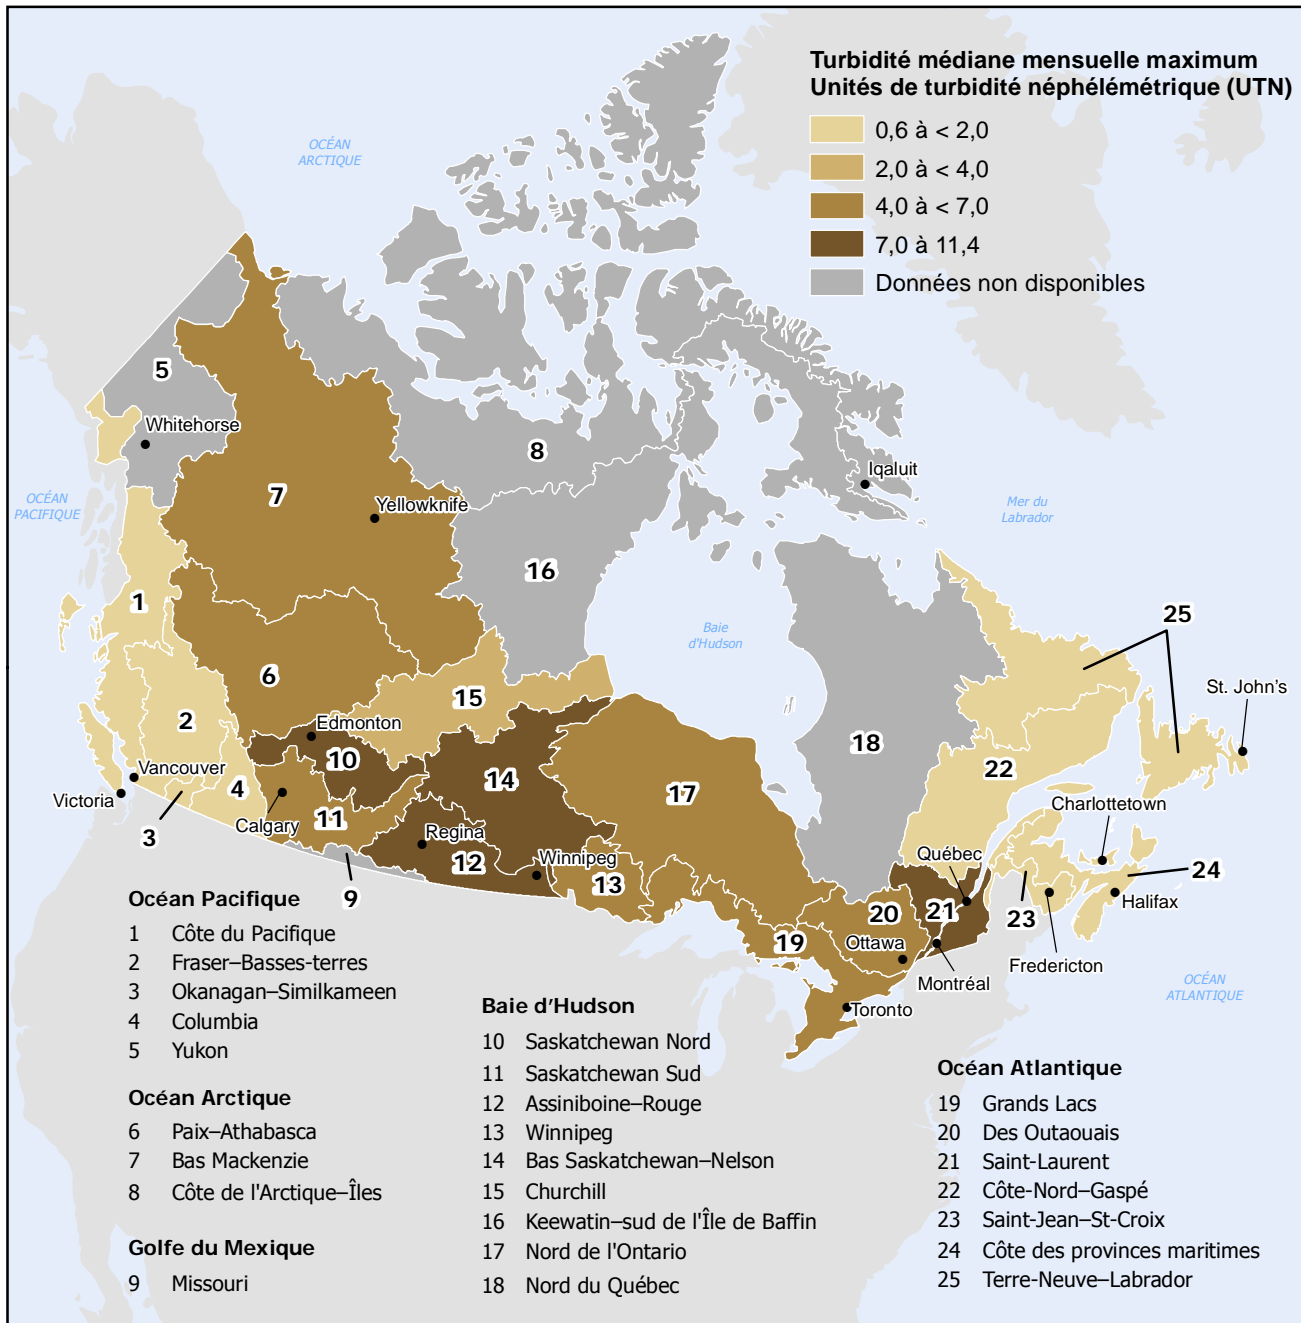 Turbidité médiane mensuelle maximum
Unités de turbidité néphélémétrique (UTN)
0,6 à < 2,0
2,0 à < 4,0
4,0 à < 7,0
7,0 à 11,4
Données non disponibles
OCÉAN
ARCTIQUE
5
Whitehorse
8
Iqaluit
OCÉAN
PACIFIQUE
7
Yellowknife
Mer du
Labrador
16
1
Baie
d'Hudson
25
6
15
St. John's
2
Edmonton
18
10
14
22
Vancouver
4
17
Victoria
Charlottetown
3
Calgary
11
Regina
Québec
12
Winnipeg
13
9
24
Halifax
20
21
23
19
Ottawa
Montréal
Fredericton
Toronto
OCÉAN
ATLANTIQUE
Océan Pacifique
1 Côte du Pacifique
2 Fraser–Basses-terres
3 Okanagan–Similkameen
4 Columbia
5 Yukon
Océan Arctique
6 Paix–Athabasca
7 Bas Mackenzie
8 Côte de l'Arctique–Îles
Golfe du Mexique
9 Missouri
Baie d'Hudson
10 Saskatchewan Nord
11 Saskatchewan Sud
12 Assiniboine–Rouge
13 Winnipeg
14 Bas Saskatchewan–Nelson
15 Churchill
16 Keewatin–sud de l'Île de Baffin
17 Nord de l'Ontario
18 Nord du Québec
Océan Atlantique
19 Grands Lacs
20 Des Outaouais
21 Saint-Laurent
22 Côte-Nord–Gaspé
23 Saint-Jean–St-Croix
24 Côte des provinces maritimes
25 Terre-Neuve–Labrador